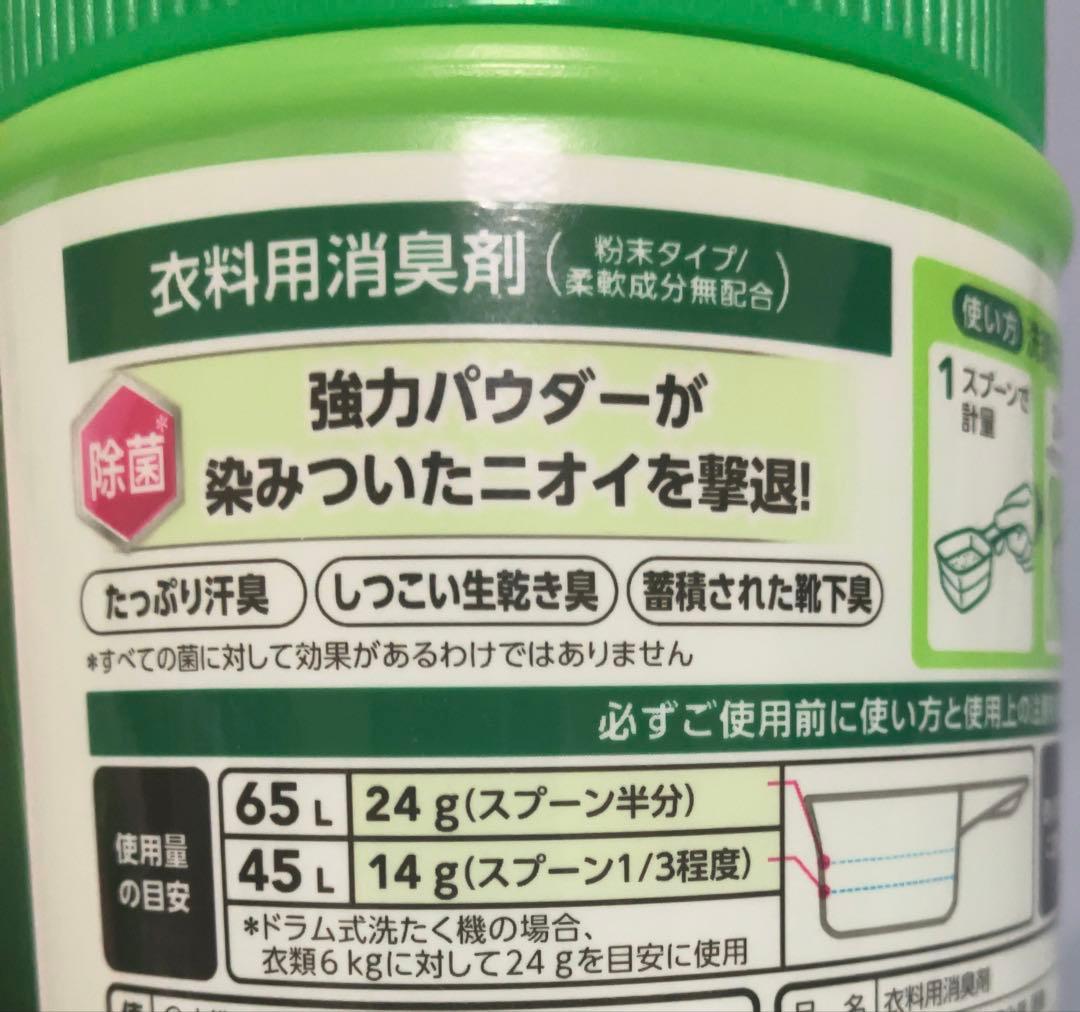 衣料用消臭剤(粉末タイプ/
柔軟成分無配合)
除菌*
強力パウダーが
染みついたニオイを撃退!
たっぷり汗臭
しつこい生乾き臭
蓄積された靴下臭
*すべての菌に対して効果があるわけではありません
使い方
1 スプーンで
計量
必ずご使用前に使い方と使用上の注意
使用量
の目安
65 L 24 g(スプーン半分)
45 L 14 g(スプーン1/3程度)
*ドラム式洗たく機の場合、
衣類6 kgに対して24 gを目安に使用
品 名 衣料用消臭剤